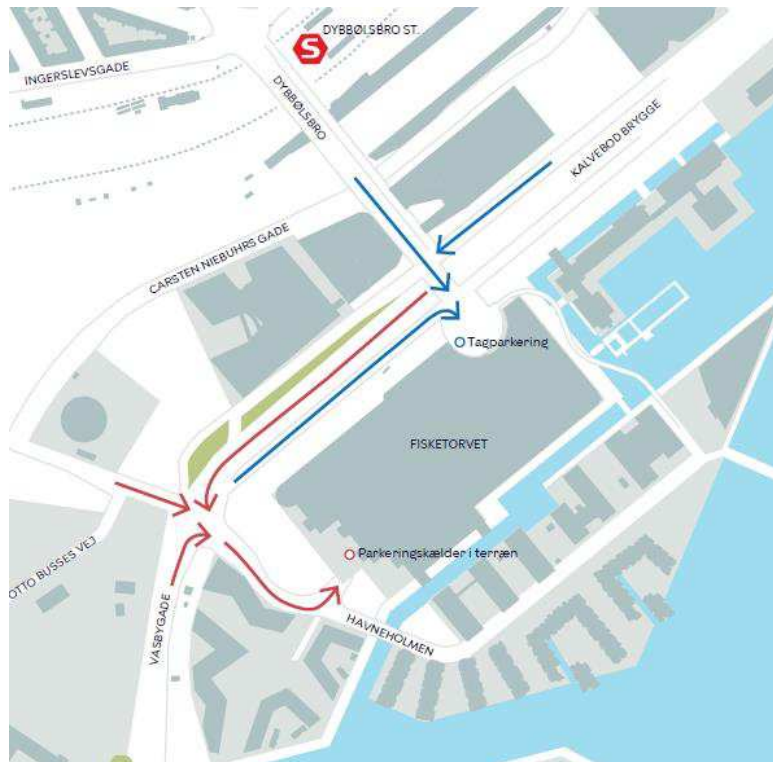 DYBBØLSBRO ST.
S
INGERSLEVSGADE
DYBBØLSBRO
KALVEBOD BRYGGE
CARSTEN NIEBUHRS GADE
Tagparkering
FISKETORVET
Parkeringskælder i terræn
OTTO BUSSES VEJ
VASBYGADE
HAVNEHOLMEN